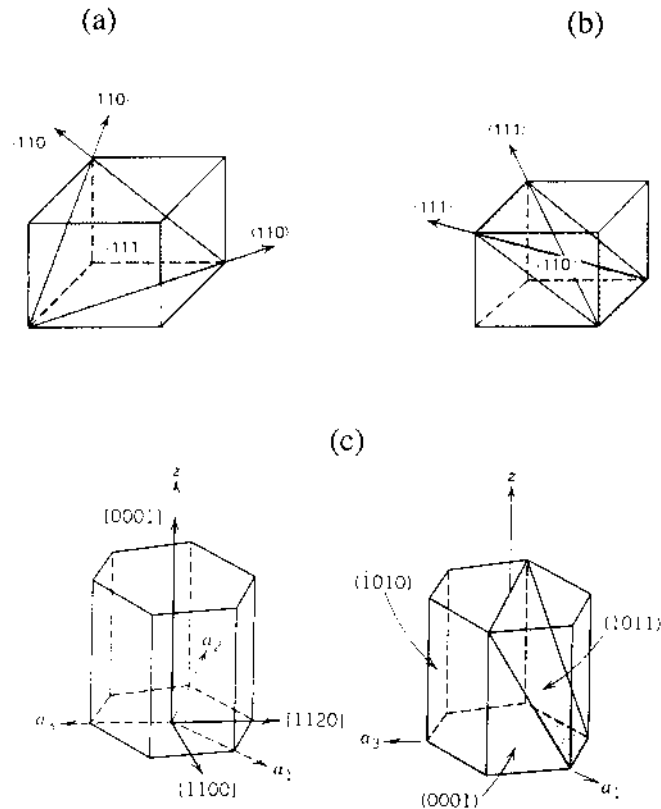 (a)
(b)
110·
·110
(110)
·111
(111)
·111·
·110·
(c)
z
[0001]
a2
a3
[1120]
[1100]
a1
z
(1010)
(1011)
a3
(0001)
a1